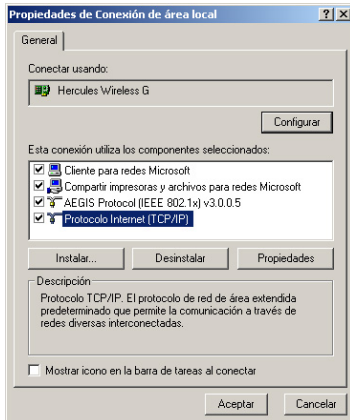 Propiedades de Conexión de área local
General
Conectar usando:
Hercules Wireless G
Configurar
Esta conexión utiliza los componentes seleccionados:
Cliente para redes Microsoft
Compartir impresoras y archivos para redes Microsoft
AEGIS Protocol (IEEE 802.1x) v3.0.0.5
Protocolo Internet (TCP/IP)
Instalar... Desinstalar Propiedades
Descripción
Protocolo TCP/IP. El protocolo de red de área extendida
predeterminado que permite la comunicación a través de
redes diversas interconectadas.
Mostrar icono en la barra de tareas al conectar
Aceptar Cancelar